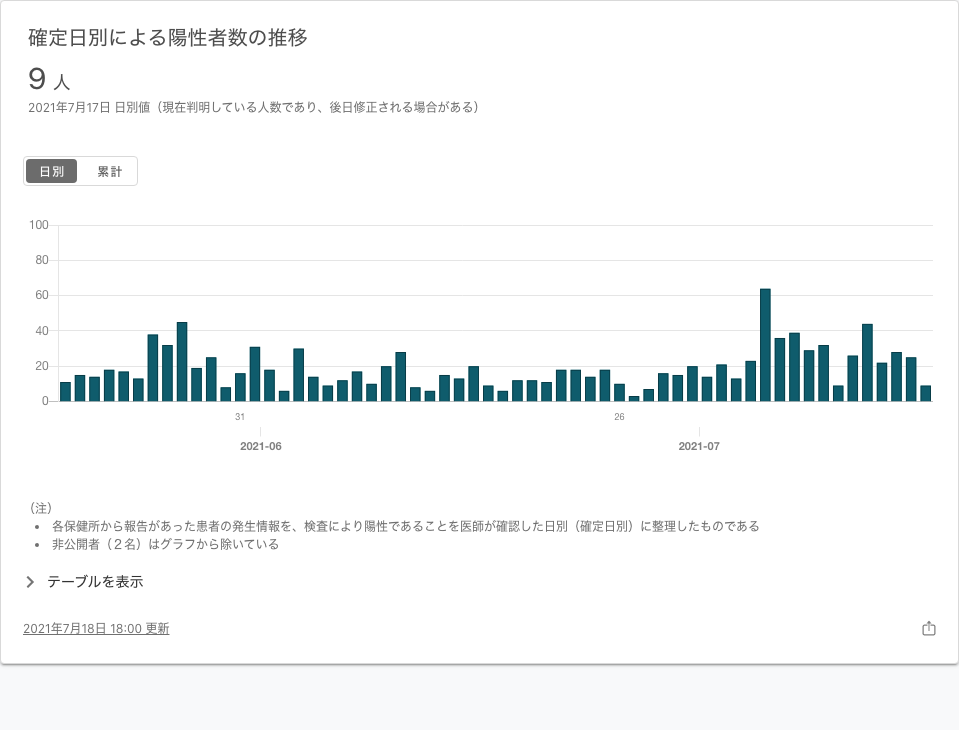 確定日別による陽性者数の推移
9 人
2021年7月17日 日別値（現在判明している人数であり、後日修正される場合がある）
日別 累計
100
80
60
40
20
0
31 26
2021-06 2021-07
（注）
• 各保健所から報告があった患者の発生情報を、検査により陽性であることを医師が確認した日別（確定日別）に整理したものである
• 非公開者（２名）はグラフから除いている
テーブルを表示
2021年7月18日 18:00 更新